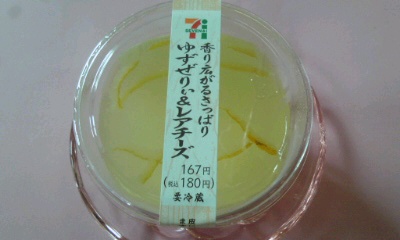 7
ELEVEN
香り広がるさっぱり
ゆずぜりぃ&レアチーズ
167円
(税込180円)
要冷蔵